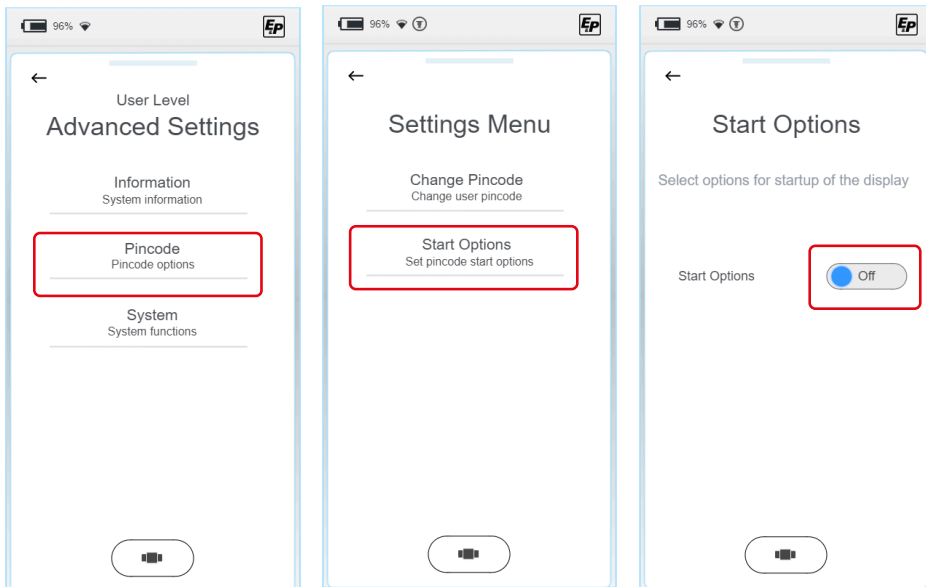 96%
EP
User Level
Advanced Settings
Information
System information
Pincode
Pincode options
System
System functions
96%
EP
Settings Menu
Change Pincode
Change user pincode
Start Options
Set pincode start options
96%
EP
Start Options
Select options for startup of the display
Start Options
Off